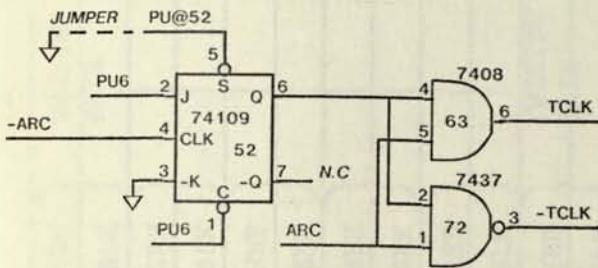 JUMPER PU@52
5
S
PU6 2 J Q 6
74109
-ARC 4 CLK
52
3 -K -Q 7 N.C
C
1
PU6
ARC
7408
4
63
5
6 TCLK
7437
2
72
1
3 -TCLK